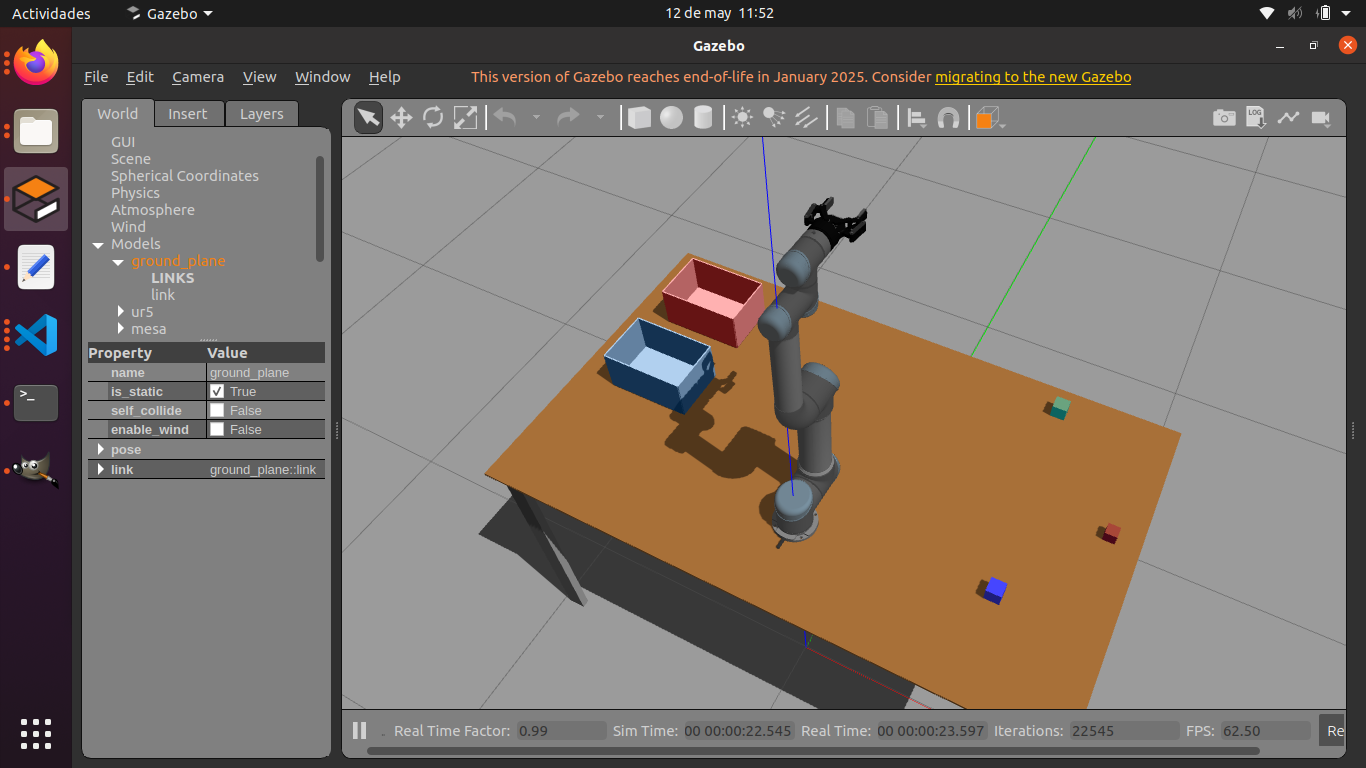 Actividades Gazebo 12 de may 11:52
Gazebo
File Edit Camera View Window Help This version of Gazebo reaches end-of-life in January 2025. Consider migrating to the new Gazebo
World Insert Layers
LOG
GUI
Scene
Spherical Coordinates
Physics
Atmosphere
Wind
Models
ground_plane
LINKS
link
ur5
mesa
Property Value
name ground_plane
is_static True
self_collide False
enable_wind False
pose
link ground_plane::link
Real Time Factor: 0.99 Sim Time: 00 00:00:22.545 Real Time: 00 00:00:23.597 Iterations: 22545 FPS: 62.50 Re